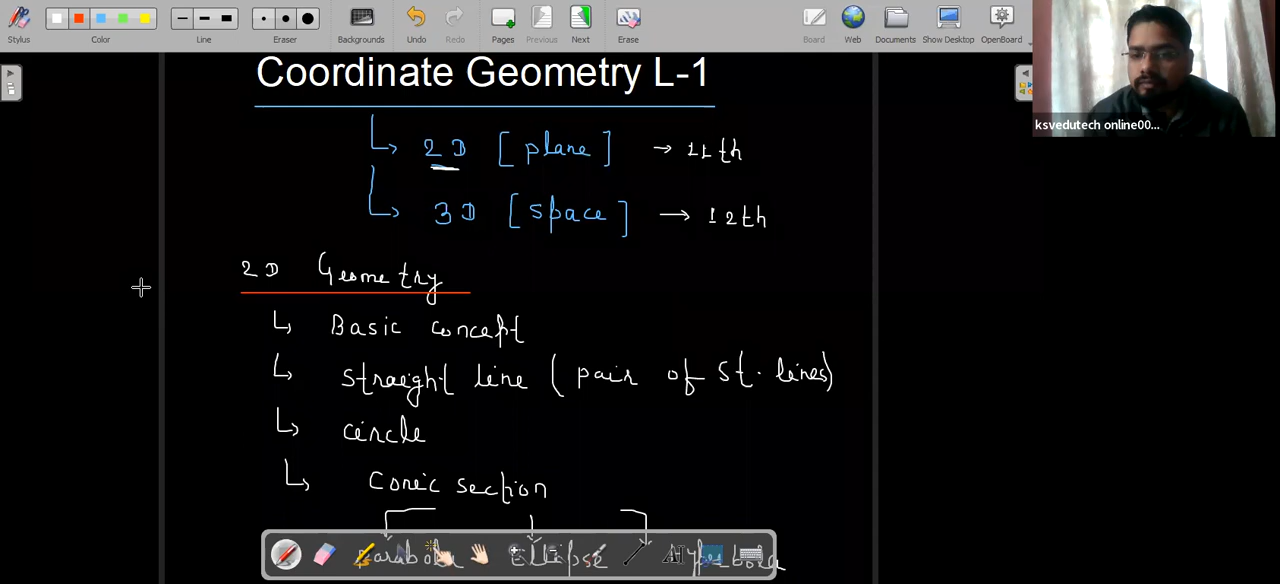 Stylus Color Line Eraser Backgrounds Undo Redo Pages Previous Next Erase Board Web Documents Show Desktop OpenBoard
Coordinate Geometry L-1
2D [plane] → 11th
3D [space] → 12th
ksvedutech online00...
2D Geometry
Basic concept
straight line (pair of st. lines)
circle
Conic section
parabola Ellipse Hyperbola